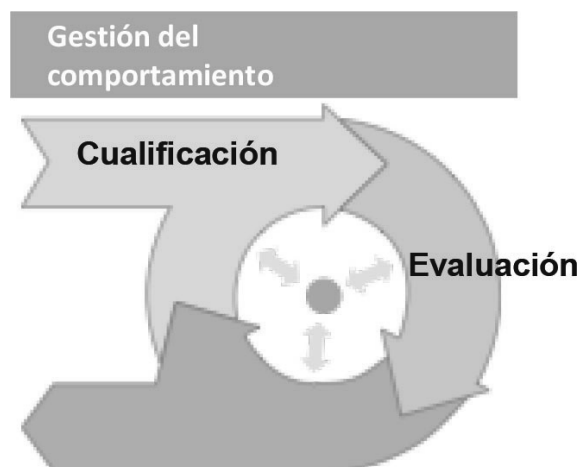 Gestión del
comportamiento
Cualificación
Evaluación